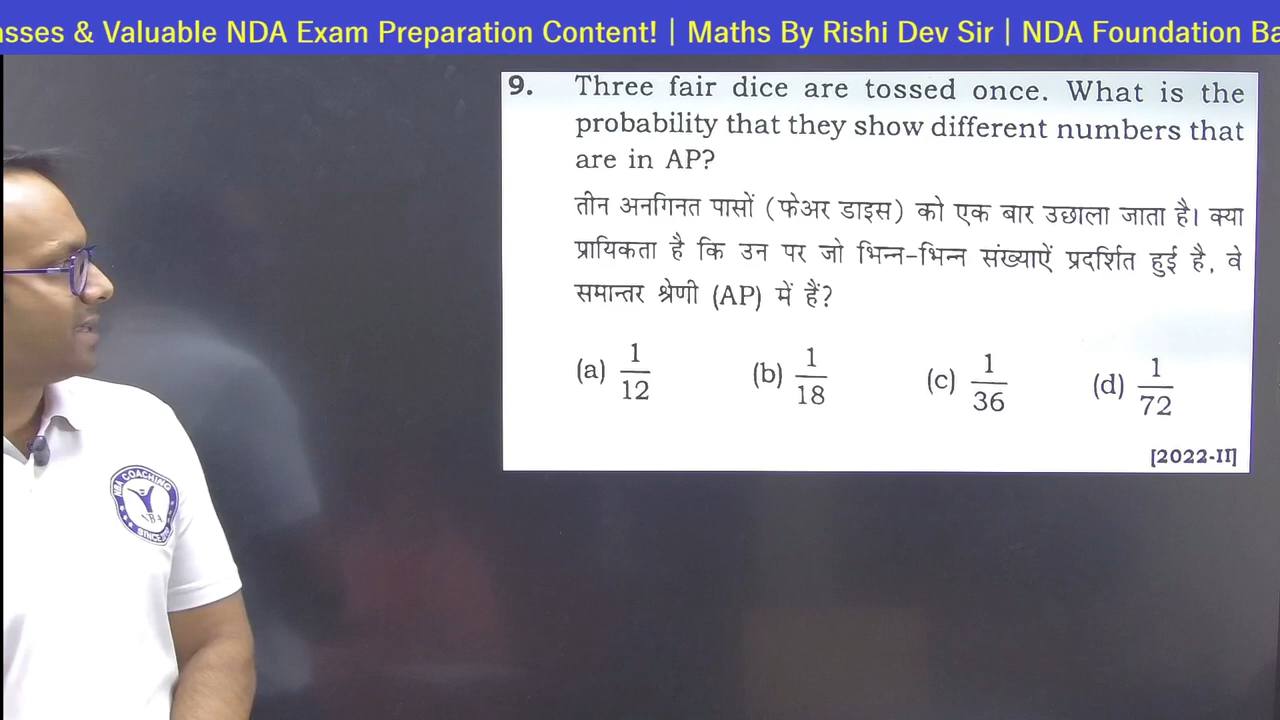 asses & Valuable NDA Exam Preparation Content! | Maths By Rishi Dev Sir | NDA Foundation Ba
9. Three fair dice are tossed once. What is the
probability that they show different numbers that
are in AP?
तीन अनगिनत पासों (फेअर डाइस) को एक बार उछाला जाता है। क्या
प्रायिकता है कि उन पर जो भिन्न-भिन्न संख्याऐं प्रदर्शित हुई है, वे
समान्तर श्रेणी (AP) में हैं?
(a) 1/12 (b) 1/18 (c) 1/36 (d) 1/72
[2022-II]
NBA COACHING
NBA